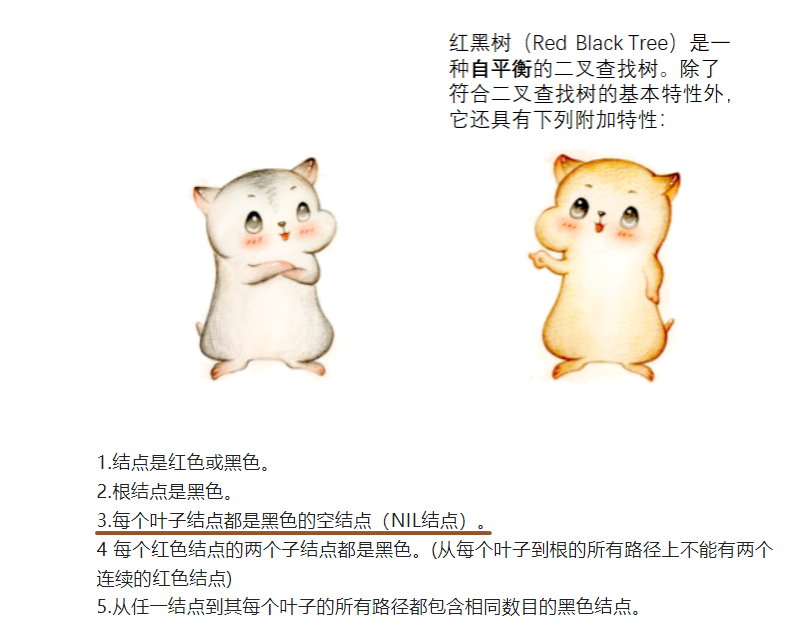 红黑树（Red Black Tree）是一
种自平衡的二叉查找树。除了
符合二叉查找树的基本特性外，
它还具有下列附加特性：
1.结点是红色或黑色。
2.根结点是黑色。
3.每个叶子结点都是黑色的空结点（NIL结点）。
4 每个红色结点的两个子结点都是黑色。(从每个叶子到根的所有路径上不能有两个
连续的红色结点)
5.从任一结点到其每个叶子的所有路径都包含相同数目的黑色结点。